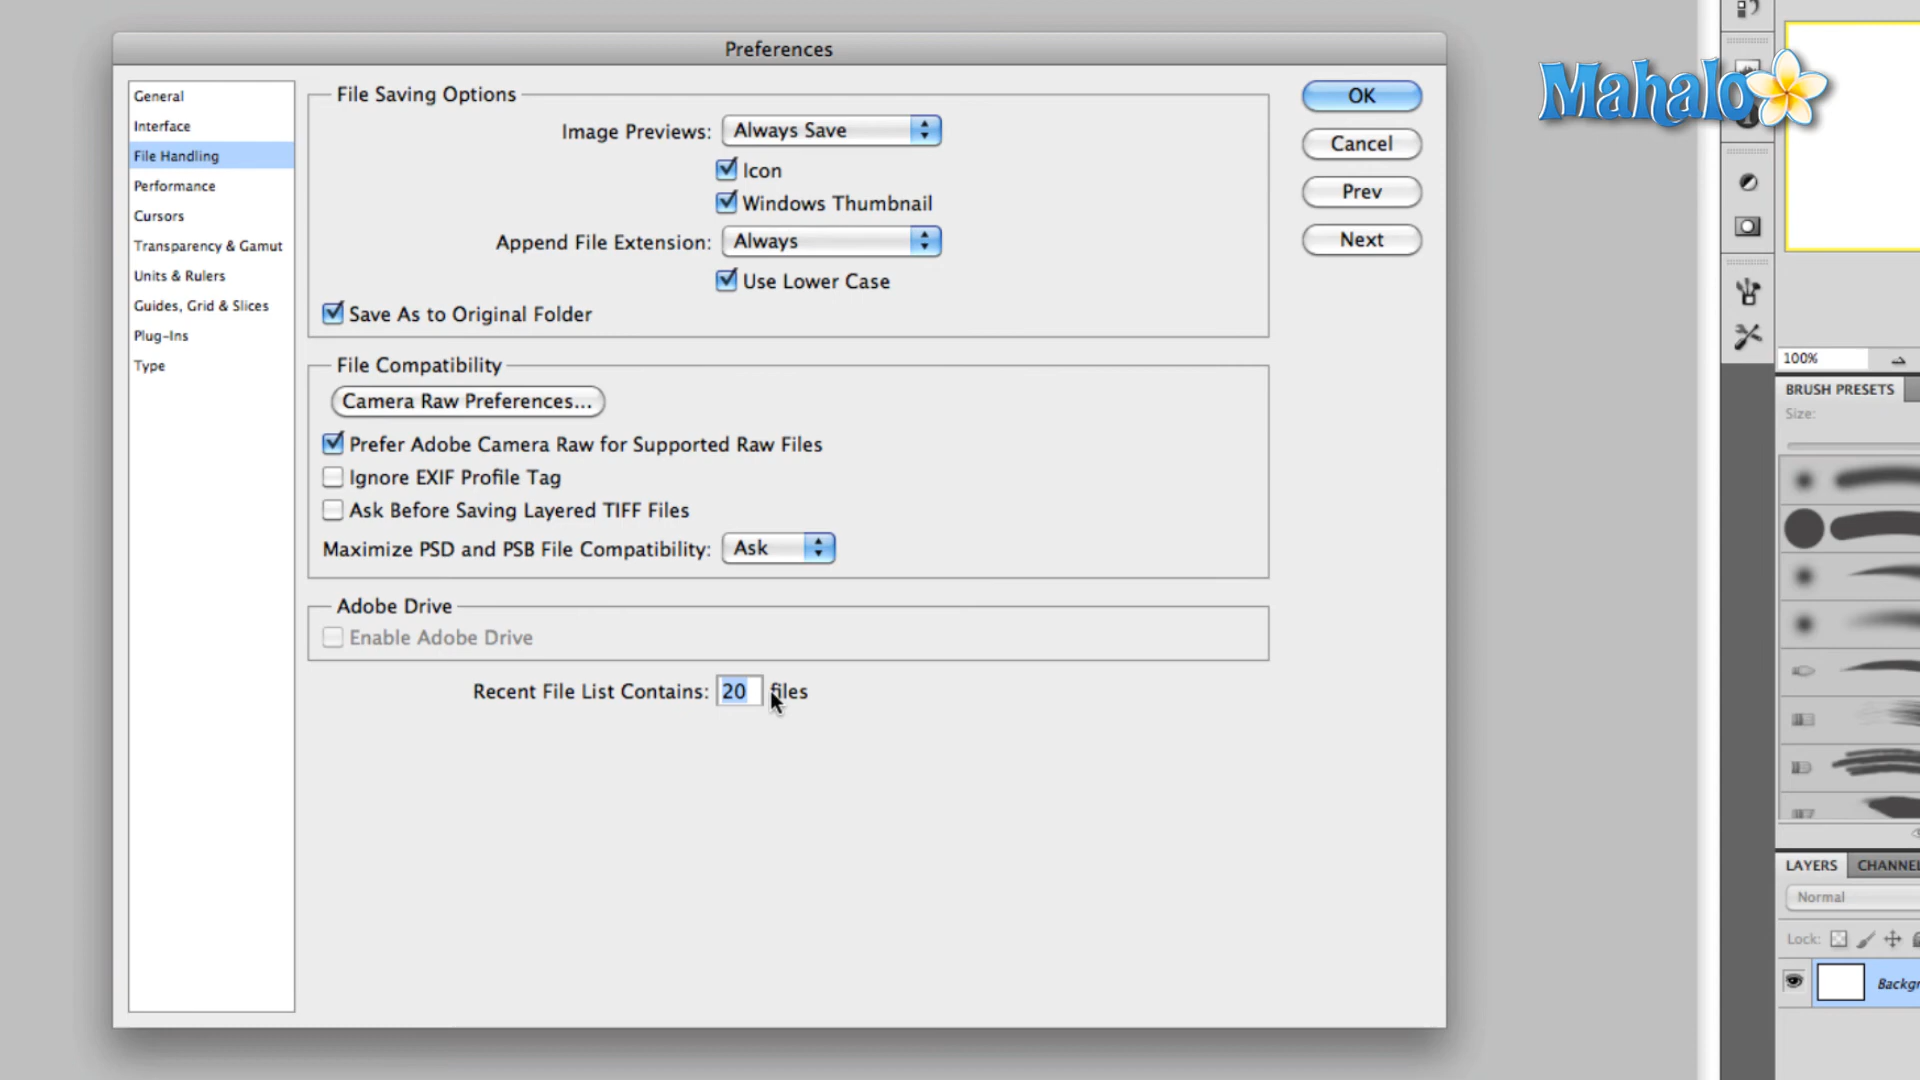 Preferences
Mahalo
General
Interface
File Handling
Performance
Cursors
Transparency & Gamut
Units & Rulers
Guides, Grid & Slices
Plug-Ins
Type
File Saving Options
Image Previews: Always Save
Icon
Windows Thumbnail
Append File Extension: Always
Use Lower Case
Save As to Original Folder
File Compatibility
Camera Raw Preferences...
Prefer Adobe Camera Raw for Supported Raw Files
Ignore EXIF Profile Tag
Ask Before Saving Layered TIFF Files
Maximize PSD and PSB File Compatibility: Ask
Adobe Drive
Enable Adobe Drive
Recent File List Contains: 20 files
OK
Cancel
Prev
Next
100%
BRUSH PRESETS
Size:
LAYERS CHANNEL
Normal
Lock:
Backgr